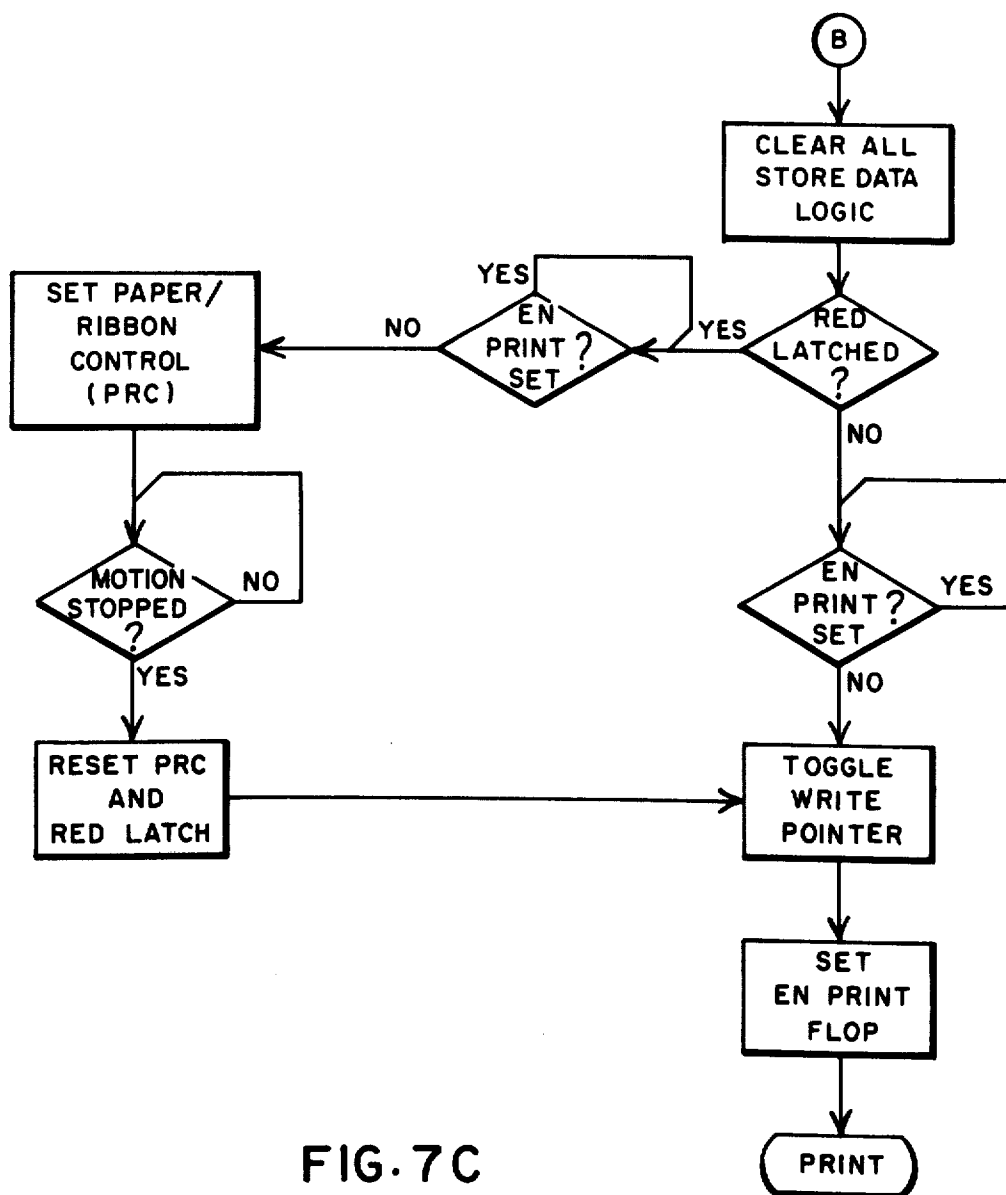 B
CLEAR ALL
STORE DATA
LOGIC
RED
LATCHED
?
YES
NO
YES
EN
PRINT ?
SET
NO
SET PAPER/
RIBBON
CONTROL
(PRC)
MOTION
STOPPED
?
NO
YES
RESET PRC
AND
RED LATCH
EN
PRINT ?
SET
YES
NO
TOGGLE
WRITE
POINTER
SET
EN PRINT
FLOP
PRINT
FIG. 7C